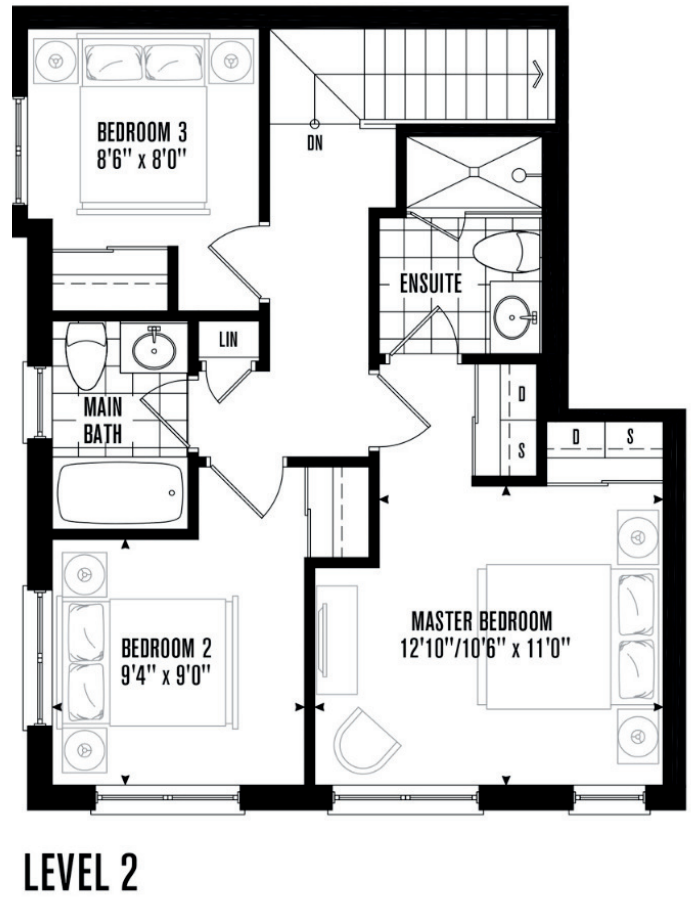 BEDROOM 3
8'6" x 8'0"
DN
ENSUITE
LIN
MAIN
BATH
D
S
D S
BEDROOM 2
9'4" x 9'0"
MASTER BEDROOM
12'10"/10'6" x 11'0"
LEVEL 2